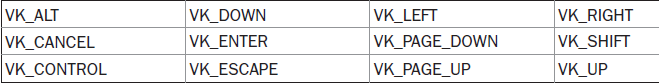 VK_ALT VK_DOWN VK_LEFT VK_RIGHT
VK_CANCEL VK_ENTER VK_PAGE_DOWN VK_SHIFT
VK_CONTROL VK_ESCAPE VK_PAGE_UP VK_UP